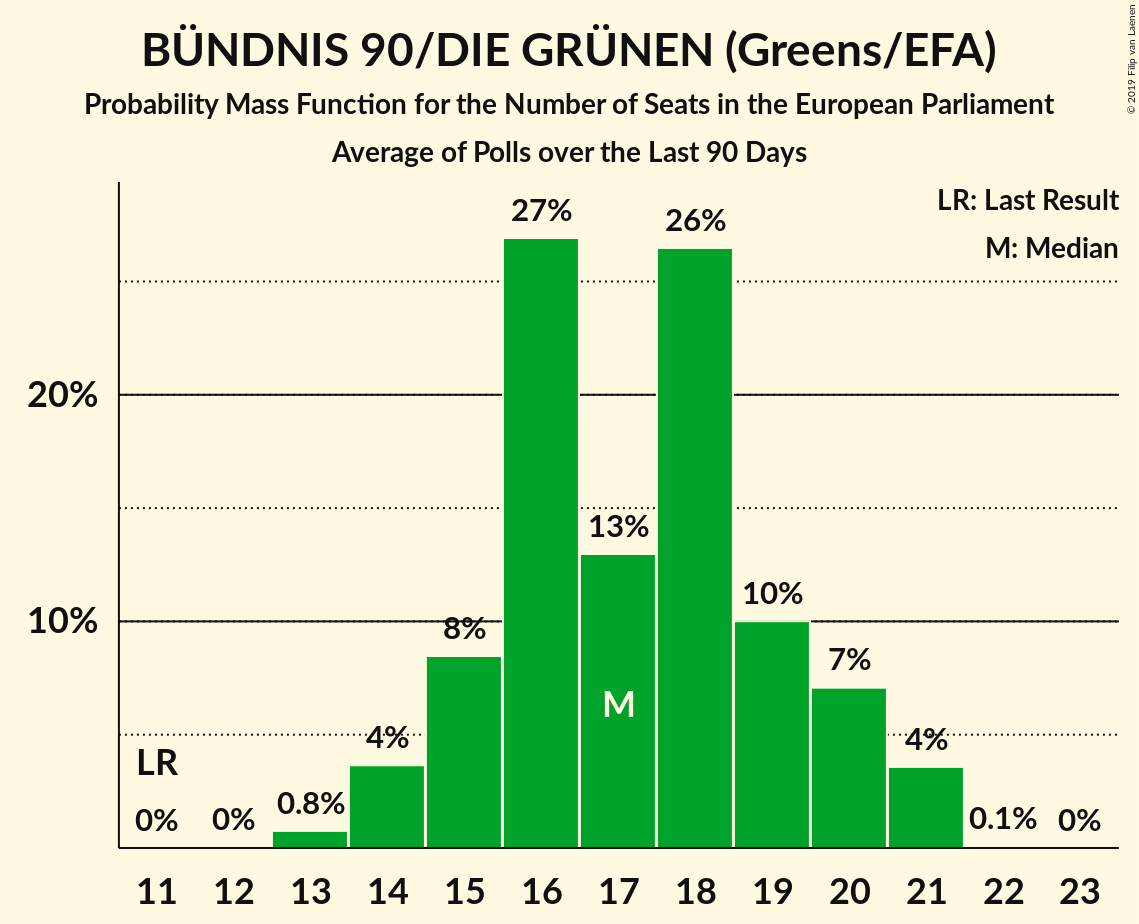 BÜNDNIS 90/DIE GRÜNEN (Greens/EFA)
Probability Mass Function for the Number of Seats in the European Parliament
Average of Polls over the Last 90 Days
© 2019 Filip van Laenen
LR: Last Result
M: Median
27%
26%
20%
13%
10%
10%
8%
7%
M
4%
4%
LR
0.8%
0%
0%
0.1%
0%
11 12 13 14 15 16 17 18 19 20 21 22 23